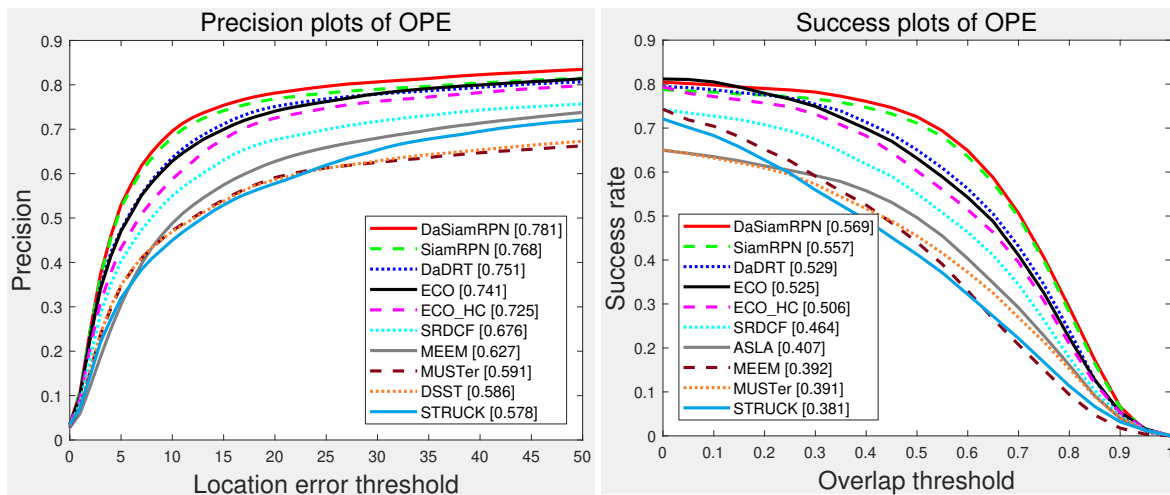 Precision plots of OPE
0.9
0.8
0.7
0.6
0.5
0.4
0.3
0.2
0.1
0
Precision
DaSiamRPN [0.781]
SiamRPN [0.768]
DaDRT [0.751]
ECO [0.741]
ECO_HC [0.725]
SRDCF [0.676]
MEEM [0.627]
MUSTer [0.591]
DSST [0.586]
STRUCK [0.578]
0 5 10 15 20 25 30 35 40 45 50
Location error threshold
Success plots of OPE
0.9
0.8
0.7
0.6
0.5
0.4
0.3
0.2
0.1
0
Success rate
DaSiamRPN [0.569]
SiamRPN [0.557]
DaDRT [0.529]
ECO [0.525]
ECO_HC [0.506]
SRDCF [0.464]
ASLA [0.407]
MEEM [0.392]
MUSTer [0.391]
STRUCK [0.381]
0 0.1 0.2 0.3 0.4 0.5 0.6 0.7 0.8 0.9 1
Overlap threshold